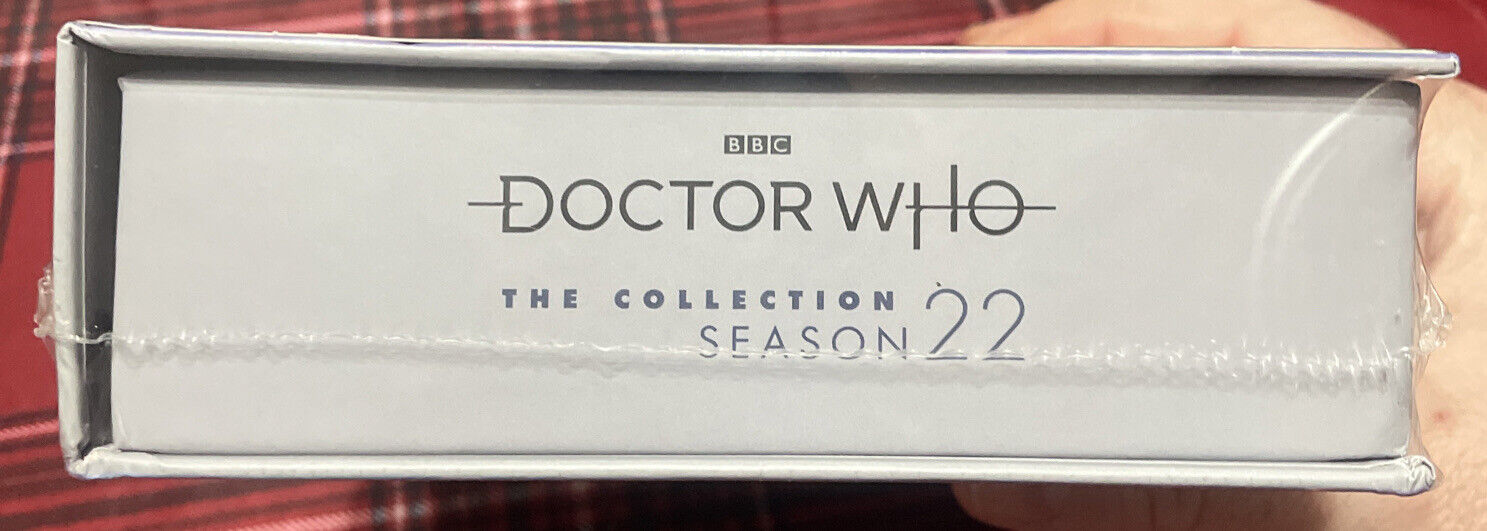 BBC
DOCTOR WHO
THE COLLECTION
SEASON 22